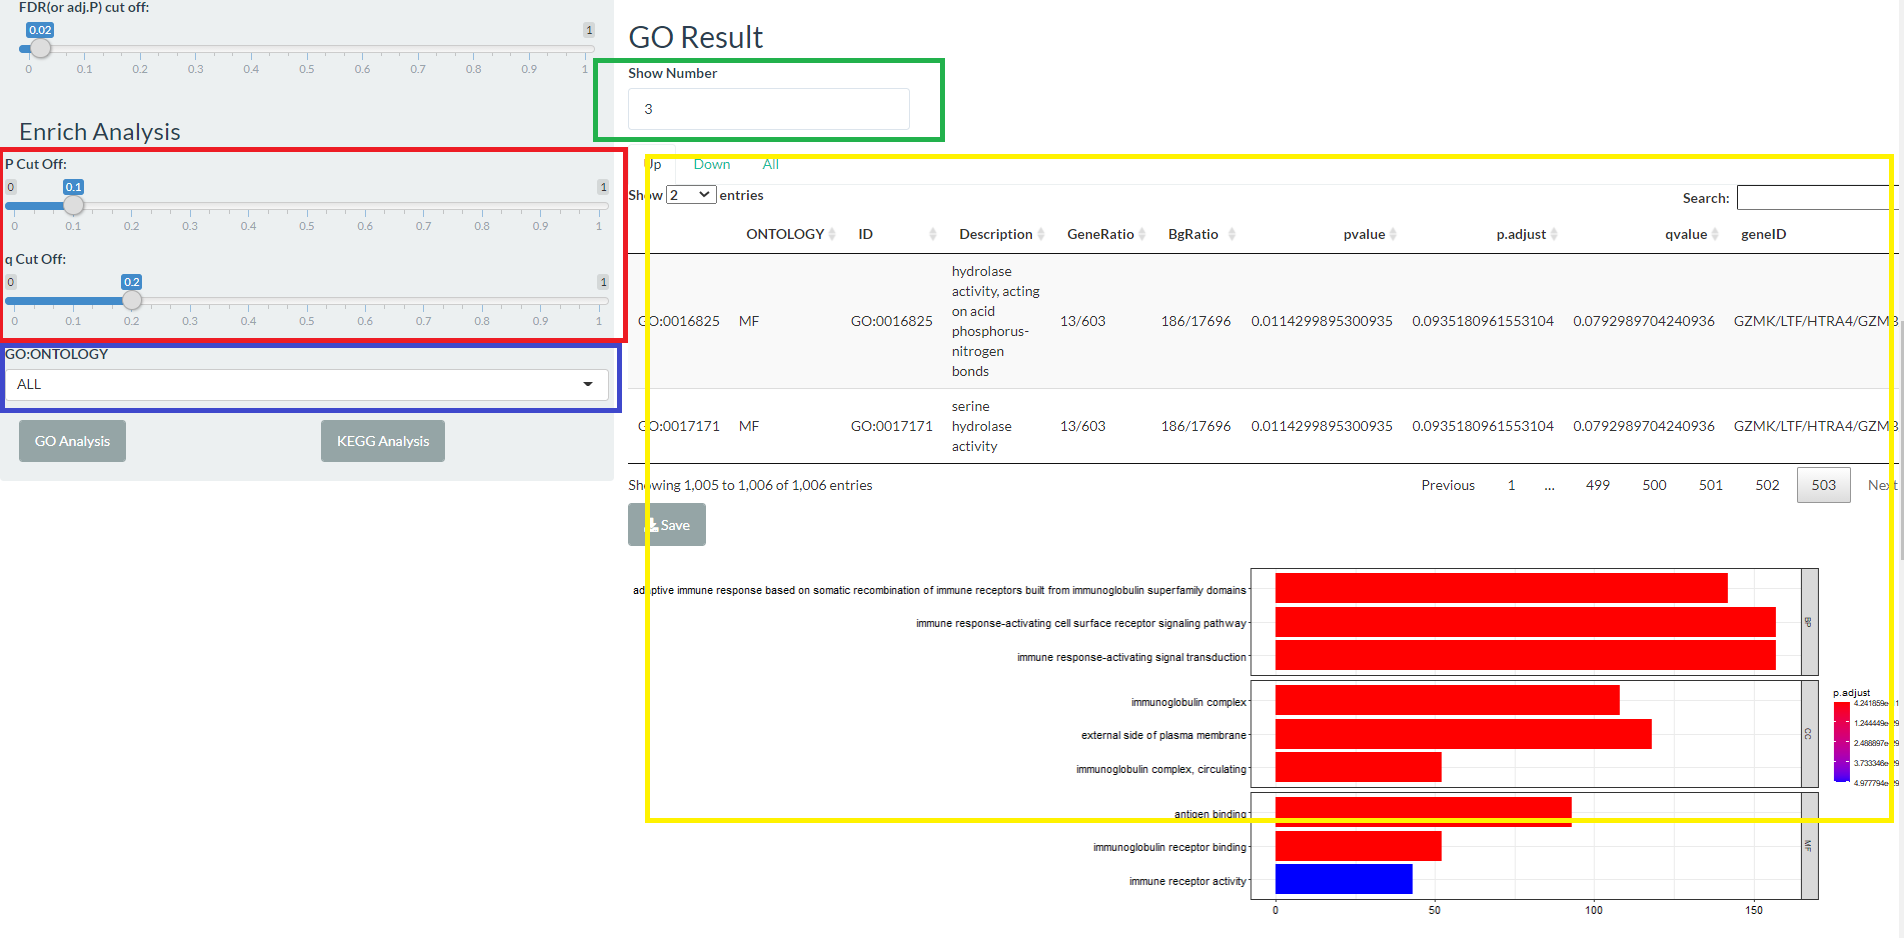 FDR(or adj.P) cut off:
0.02 1
0 0.1 0.2 0.3 0.4 0.5 0.6 0.7 0.8 0.9 1
Enrich Analysis
P Cut Off:
0 0.1 1
0 0.1 0.2 0.3 0.4 0.5 0.6 0.7 0.8 0.9 1
q Cut Off:
0 0.2 1
0 0.1 0.2 0.3 0.4 0.5 0.6 0.7 0.8 0.9 1
GO:ONTOLOGY
ALL
GO Analysis KEGG Analysis
GO Result
Show Number
3
Up Down All
Show 2 entries Search:
ONTOLOGY ID Description GeneRatio BgRatio pvalue p.adjust qvalue geneID
hydrolase
activity, acting
on acid
GO:0016825 MF GO:0016825 phosphorus- 13/603 186/17696 0.0114299895300935 0.0935180961553104 0.0792989704240936 GZMK/LTF/HTRA4/GZMB
nitrogen
bonds
serine
GO:0017171 MF GO:0017171 hydrolase 13/603 186/17696 0.0114299895300935 0.0935180961553104 0.0792989704240936 GZMK/LTF/HTRA4/GZMB
activity
Showing 1,005 to 1,006 of 1,006 entries Previous 1 … 499 500 501 502 503 Next
Save
adaptive immune response based on somatic recombination of immune receptors built from immunoglobulin superfamily domains
immune response-activating cell surface receptor signaling pathway
BP
immune response-activating signal transduction
immunoglobulin complex
external side of plasma membrane
CC
immunoglobulin complex, circulating
p.adjust
antigen binding
immunoglobulin receptor binding
MF
immune receptor activity
0 50 100 150